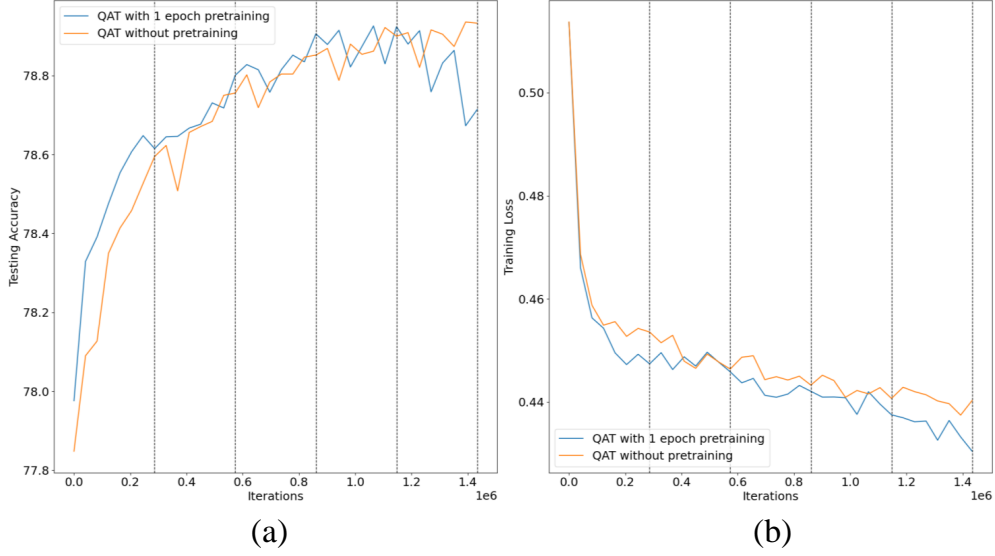 QAT with 1 epoch pretraining
QAT without pretraining
78.8
78.6
78.4
78.2
78.0
77.8
Testing Accuracy
0.0
0.2
0.4
0.6
0.8
1.0
1.2
1.4
1e6
Iterations
(a)
0.50
0.48
0.46
0.44
Training Loss
QAT with 1 epoch pretraining
QAT without pretraining
0.0
0.2
0.4
0.6
0.8
1.0
1.2
1.4
1e6
Iterations
(b)